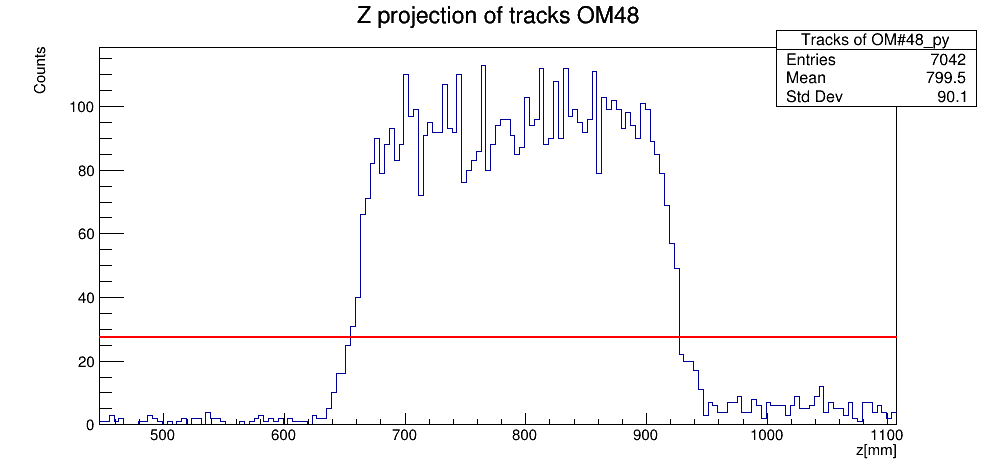 Z projection of tracks OM48
Counts
Tracks of OM#48_py
Entries 7042
Mean 799.5
Std Dev 90.1
100
80
60
40
20
0
500 600 700 800 900 1000 1100
z[mm]